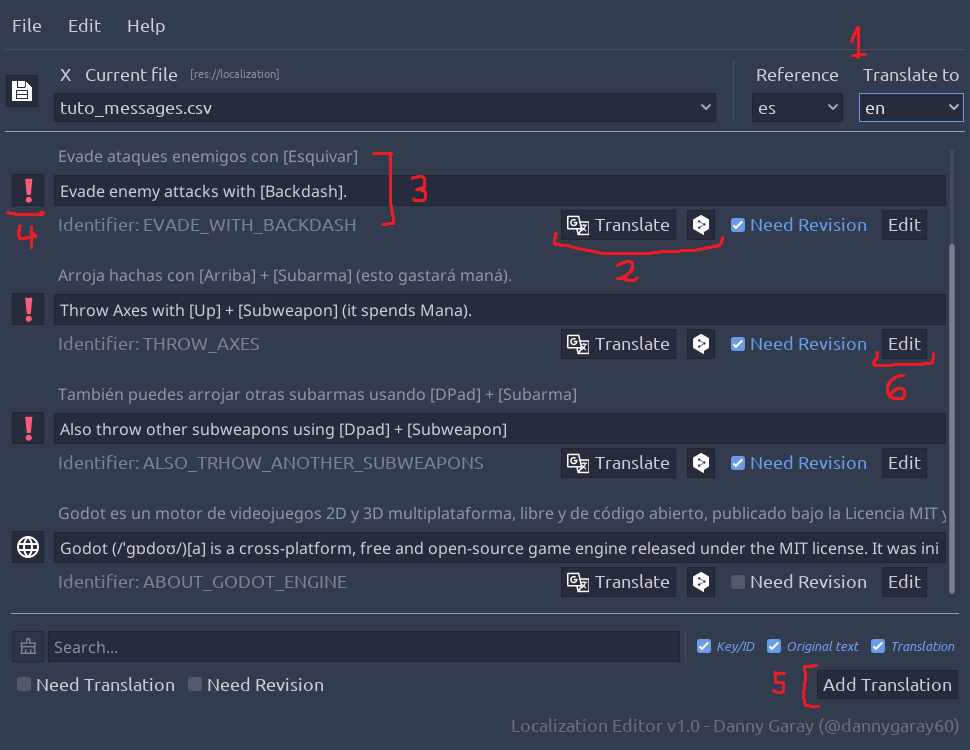 File Edit Help
1
X Current file [res://localization] Reference Translate to
tuto_messages.csv es en
Evade ataques enemigos con [Esquivar]
! Evade enemy attacks with [Backdash]. 3
4 Identifier: EVADE_WITH_BACKDASH Translate Need Revision Edit
2
Arroja hachas con [Arriba] + [Subarma] (esto gastará maná).
! Throw Axes with [Up] + [Subweapon] (it spends Mana).
Identifier: THROW_AXES Translate Need Revision Edit
6
También puedes arrojar otras subarmas usando [DPad] + [Subarma]
! Also throw other subweapons using [Dpad] + [Subweapon]
Identifier: ALSO_TRHOW_ANOTHER_SUBWEAPONS Translate Need Revision Edit
Godot es un motor de videojuegos 2D y 3D multiplataforma, libre y de código abierto, publicado bajo la Licencia MIT y
Godot (/ˈɡɒdoʊ/)[a] is a cross-platform, free and open-source game engine released under the MIT license. It was ini
Identifier: ABOUT_GODOT_ENGINE Translate Need Revision Edit
Search... Key/ID Original text Translation
Need Translation Need Revision 5 Add Translation
Localization Editor v1.0 - Danny Garay (@dannygaray60)